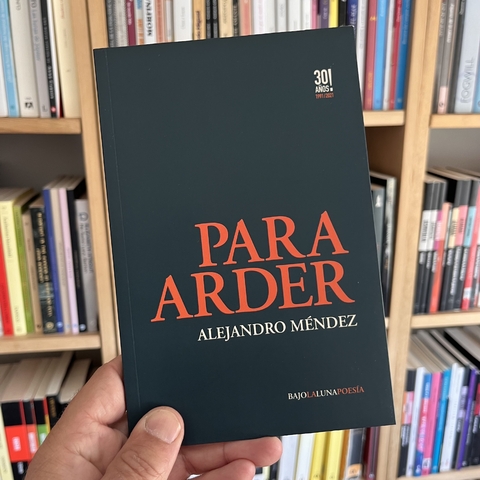 30!
AÑOS
1991/2021
PARA
ARDER
ALEJANDRO MÉNDEZ
BAJOLALUNAPOESÍA